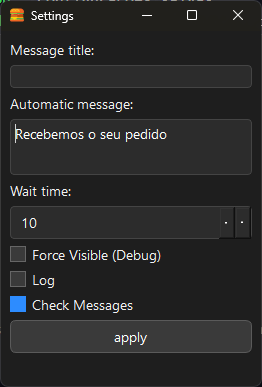 Settings
Message title:
Automatic message:
Recebemos o seu pedido
Wait time:
10
Force Visible (Debug)
Log
Check Messages
apply